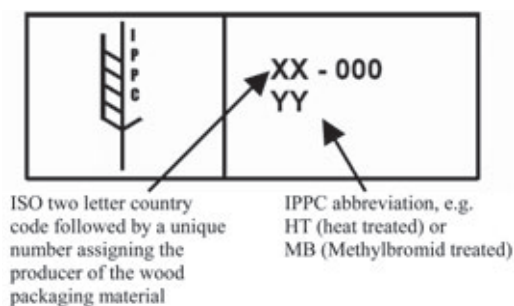 IPPC
XX - 000
YY
ISO two letter country
code followed by a unique
number assigning the
producer of the wood
packaging material
IPPC abbreviation, e.g.
HT (heat treated) or
MB (Methylbromid treated)